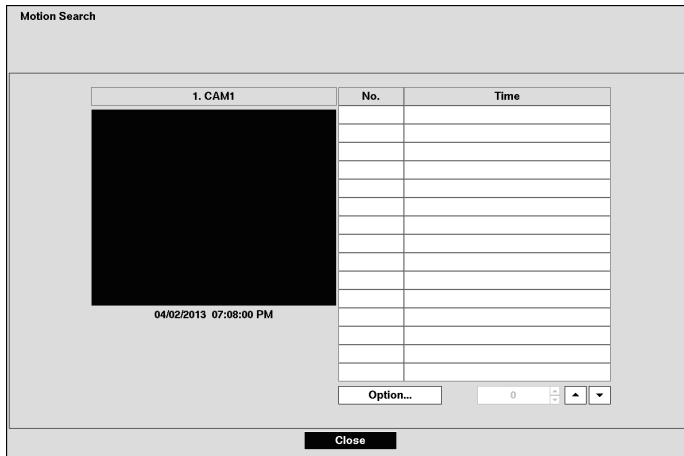 Motion Search
1. CAM1
No.
Time
04/02/2013 07:08:00 PM
Option...
0
Close